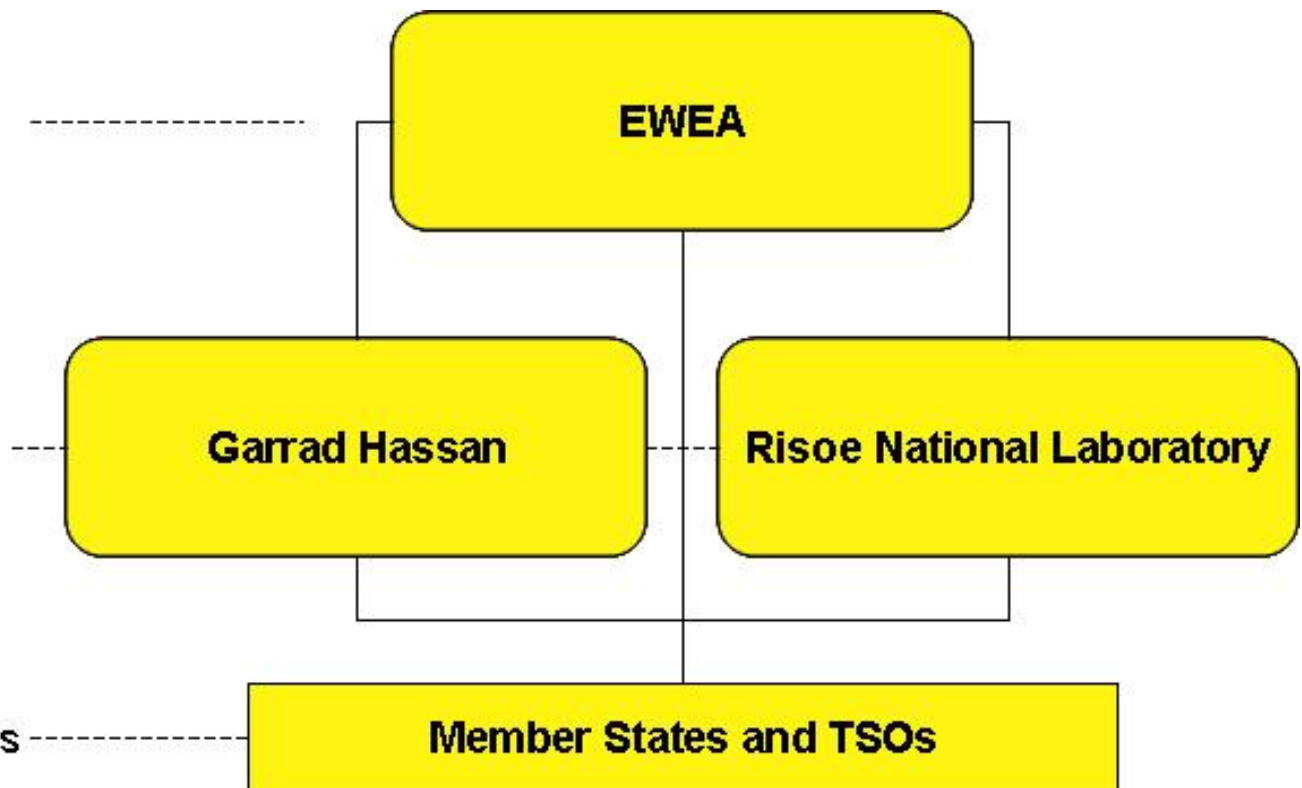 EWEA
Garrad Hassan
Risoe National Laboratory
s
Member States and TSOs